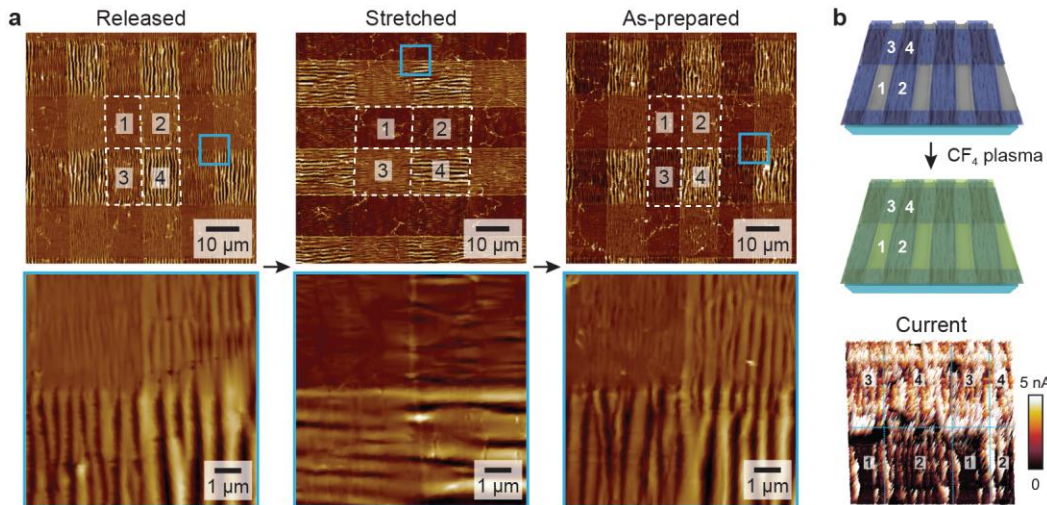 a
Released
Stretched
As-prepared
b
1 2
3 4
10 µm
1 2
3 4
10 µm
1 2
3 4
10 µm
1 µm
1 µm
1 µm
3 4
1 2
CF₄ plasma
3 4
1 2
Current
3 4 3 4
1 2 1 2
5 nA
0